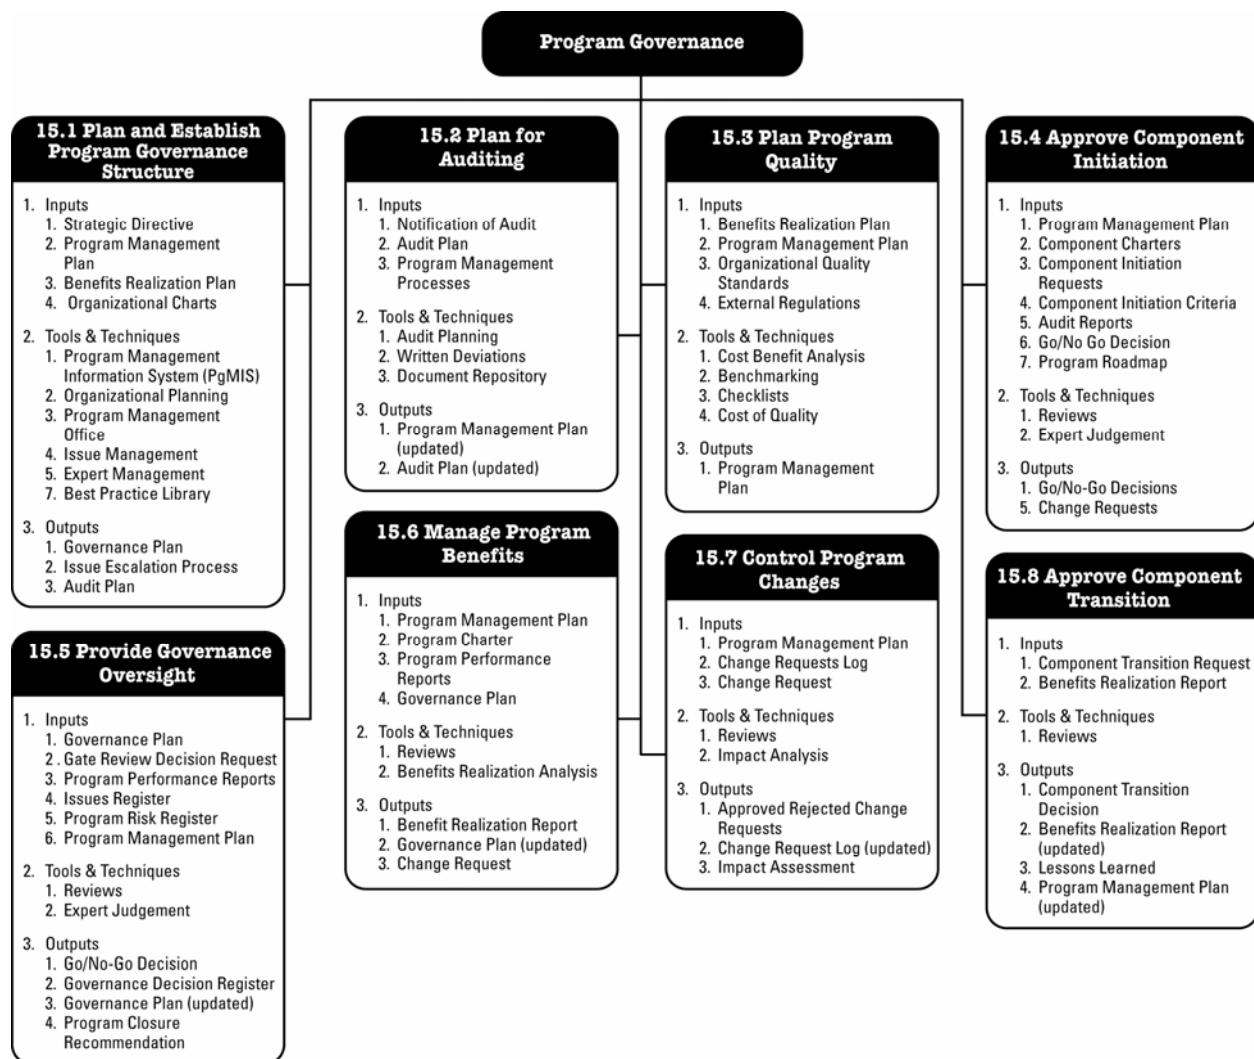 Program Governance
15.1 Plan and Establish
Program Governance
Structure
1. Inputs
1. Strategic Directive
2. Program Management
Plan
3. Benefits Realization Plan
4. Organizational Charts
2. Tools & Techniques
1. Program Management
Information System (PgMIS)
2. Organizational Planning
3. Program Management
Office
4. Issue Management
5. Expert Management
7. Best Practice Library
3. Outputs
1. Governance Plan
2. Issue Escalation Process
3. Audit Plan
15.2 Plan for
Auditing
1. Inputs
1. Notification of Audit
2. Audit Plan
3. Program Management
Processes
2. Tools & Techniques
1. Audit Planning
2. Written Deviations
3. Document Repository
3. Outputs
1. Program Management Plan
(updated)
2. Audit Plan (updated)
15.3 Plan Program
Quality
1. Inputs
1. Benefits Realization Plan
2. Program Management Plan
3. Organizational Quality
Standards
4. External Regulations
2. Tools & Techniques
1. Cost Benefit Analysis
2. Benchmarking
3. Checklists
4. Cost of Quality
3. Outputs
1. Program Management
Plan
15.4 Approve Component
Initiation
1. Inputs
1. Program Management Plan
2. Component Charters
3. Component Initiation
Requests
4. Component Initiation Criteria
5. Audit Reports
6. Go/No Go Decision
7. Program Roadmap
2. Tools & Techniques
1. Reviews
2. Expert Judgement
3. Outputs
1. Go/No-Go Decisions
5. Change Requests
15.5 Provide Governance
Oversight
1. Inputs
1. Governance Plan
2 . Gate Review Decision Request
3. Program Performance Reports
4. Issues Register
5. Program Risk Register
6. Program Management Plan
2. Tools & Techniques
1. Reviews
2. Expert Judgement
3. Outputs
1. Go/No-Go Decision
2. Governance Decision Register
3. Governance Plan (updated)
4. Program Closure
Recommendation
15.6 Manage Program
Benefits
1. Inputs
1. Program Management Plan
2. Program Charter
3. Program Performance
Reports
4. Governance Plan
2. Tools & Techniques
1. Reviews
2. Benefits Realization Analysis
3. Outputs
1. Benefit Realization Report
2. Governance Plan (updated)
3. Change Request
15.7 Control Program
Changes
1. Inputs
1. Program Management Plan
2. Change Requests Log
3. Change Request
2. Tools & Techniques
1. Reviews
2. Impact Analysis
3. Outputs
1. Approved Rejected Change
Requests
2. Change Request Log (updated)
3. Impact Assessment
15.8 Approve Component
Transition
1. Inputs
1. Component Transition Request
2. Benefits Realization Report
2. Tools & Techniques
1. Reviews
3. Outputs
1. Component Transition
Decision
2. Benefits Realization Report
(updated)
3. Lessons Learned
4. Program Management Plan
(updated)